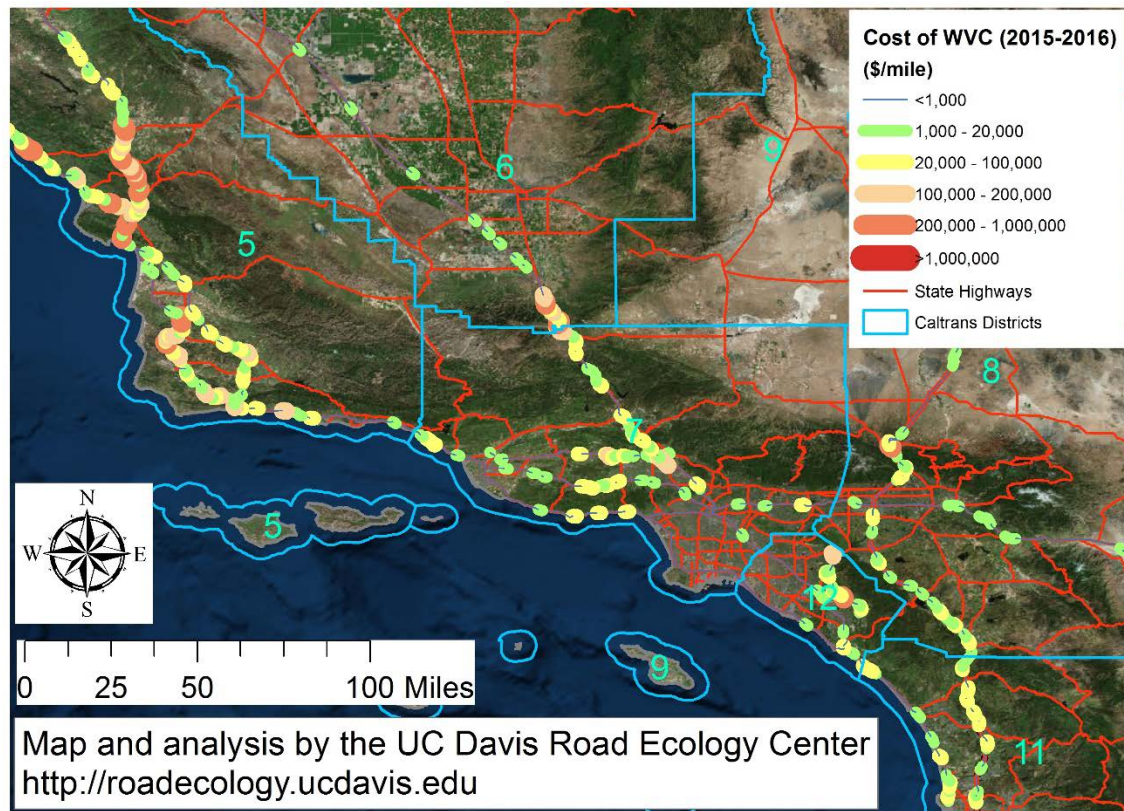 Cost of WVC (2015-2016)
($/mile)
<1,000
1,000 - 20,000
20,000 - 100,000
100,000 - 200,000
200,000 - 1,000,000
>1,000,000
State Highways
Caltrans Districts
6
9
5
8
7
5
12
9
11
N
W E
S
0 25 50 100 Miles
Map and analysis by the UC Davis Road Ecology Center
http://roadecology.ucdavis.edu